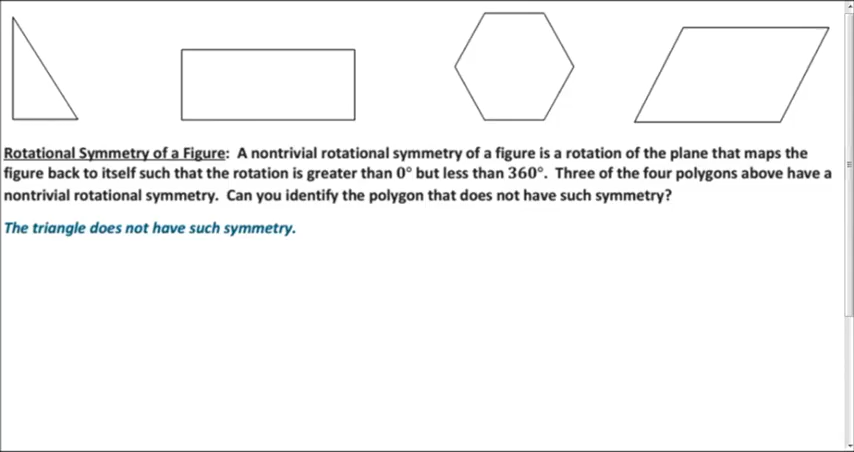 Rotational Symmetry of a Figure: A nontrivial rotational symmetry of a figure is a rotation of the plane that maps the
figure back to itself such that the rotation is greater than 0° but less than 360°. Three of the four polygons above have a
nontrivial rotational symmetry. Can you identify the polygon that does not have such symmetry?
The triangle does not have such symmetry.